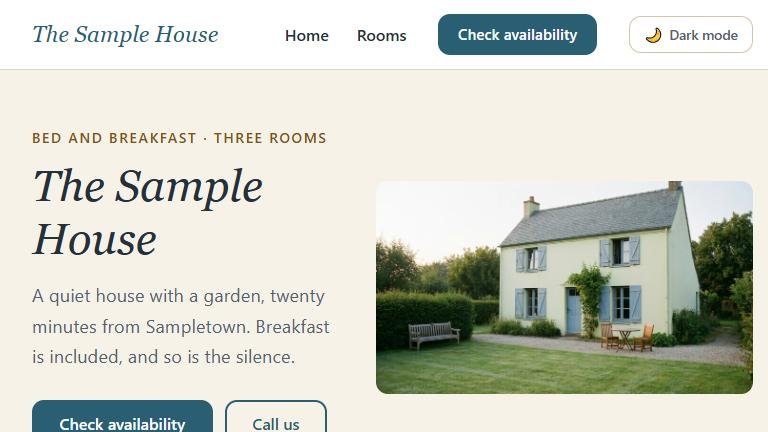 The Sample House
Home
Rooms
Check availability
🌙 Dark mode
BED AND BREAKFAST · THREE ROOMS
The Sample
House
A quiet house with a garden, twenty
minutes from Sampletown. Breakfast
is included, and so is the silence.
Check availability
Call us